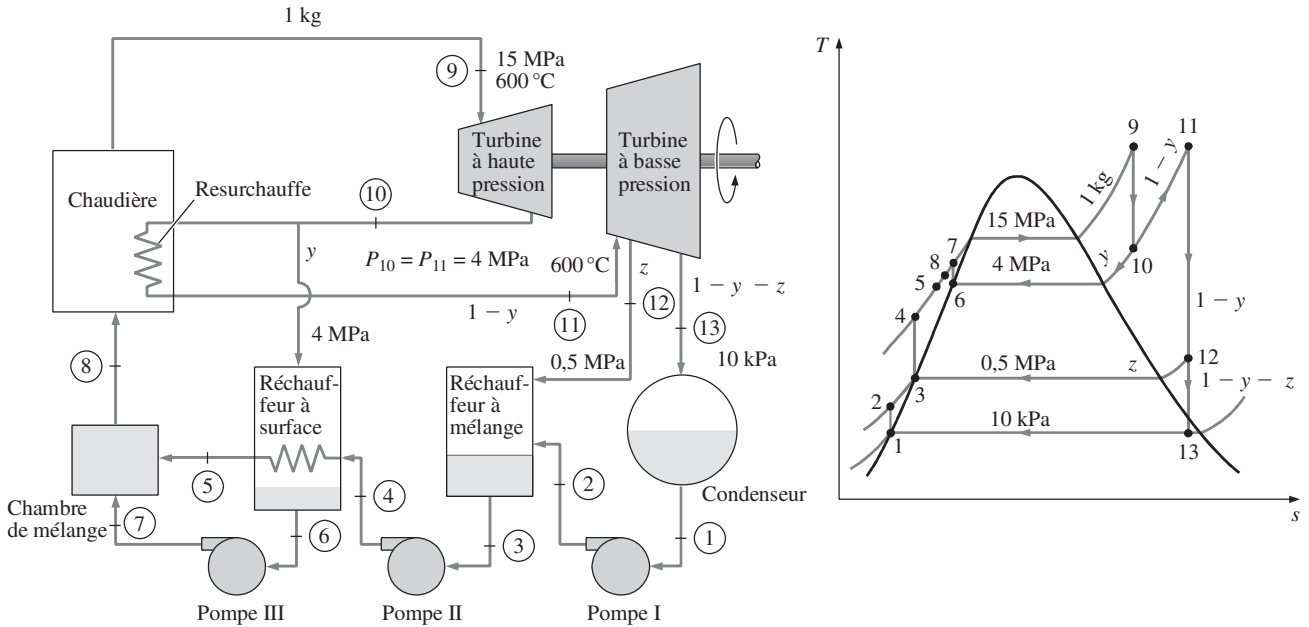 1 kg
9
15 MPa
600 °C
Turbine
à haute
pression
Turbine
à basse
pression
Chaudière
Resurchauffe
10
y
P10 = P11 = 4 MPa
600 °C
z
1 – y
11
12
1 – y – z
13
8
4 MPa
0,5 MPa
10 kPa
Réchauf-
feur à
surface
Réchauf-
feur à
mélange
5
4
2
Condenseur
Chambre
de mélange
7
6
3
1
Pompe III
Pompe II
Pompe I
T
9
11
1 kg
1 – y
15 MPa
7
8
5
6
4 MPa
y
10
4
1 – y
0,5 MPa
z
12
3
2
1 – y – z
10 kPa
1
13
s